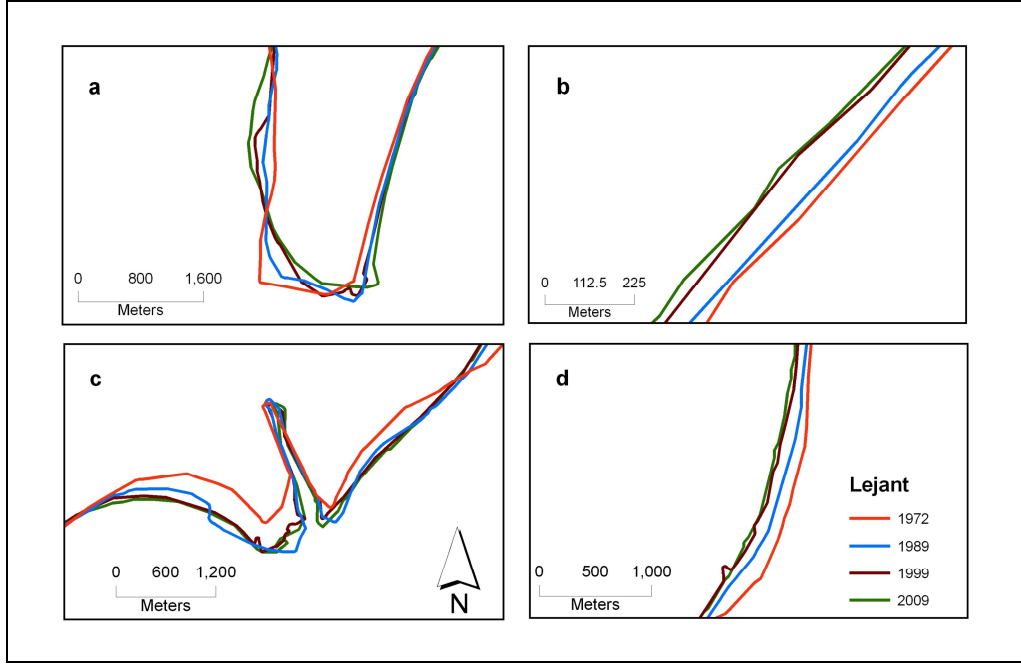 a
0 800 1,600
Meters
b
0 112.5 225
Meters
c
0 600 1,200
Meters
N
d
0 500 1,000
Meters
Lejant
1972
1989
1999
2009